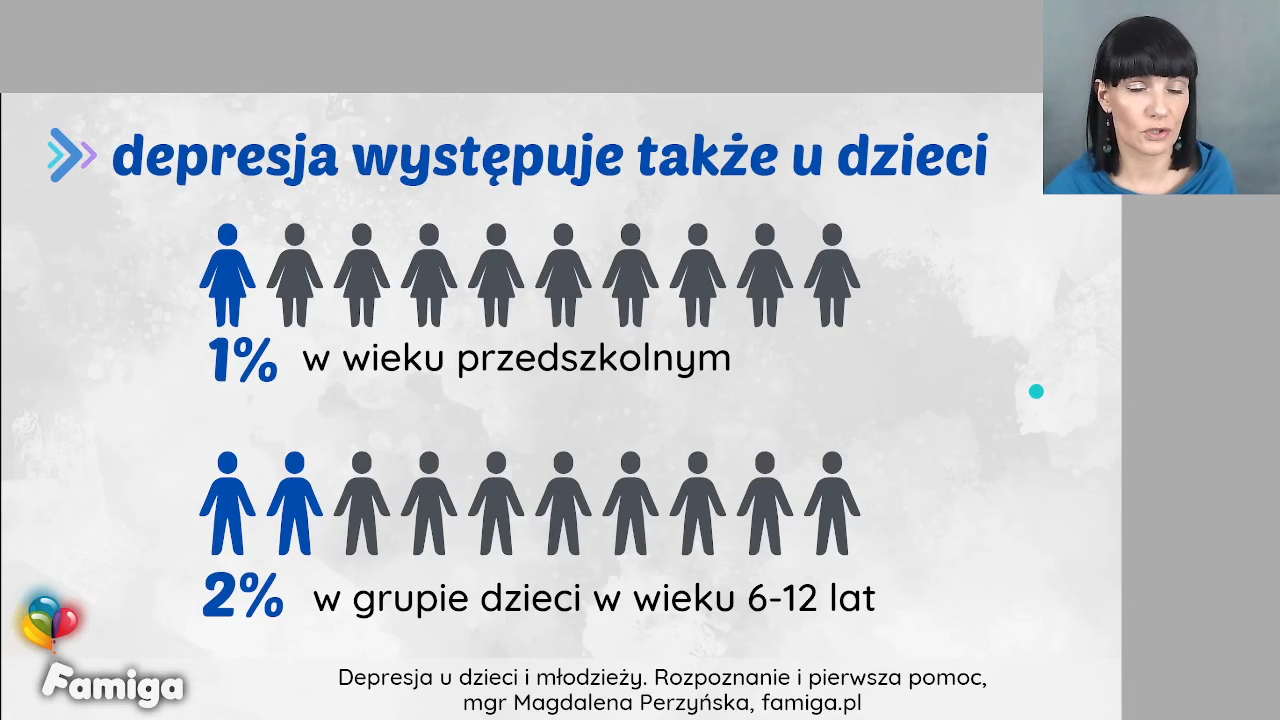 depresja występuje także u dzieci
1% w wieku przedszkolnym
2% w grupie dzieci w wieku 6-12 lat
Famiga
Depresja u dzieci i młodzieży. Rozpoznanie i pierwsza pomoc,
mgr Magdalena Perzyńska, famiga.pl